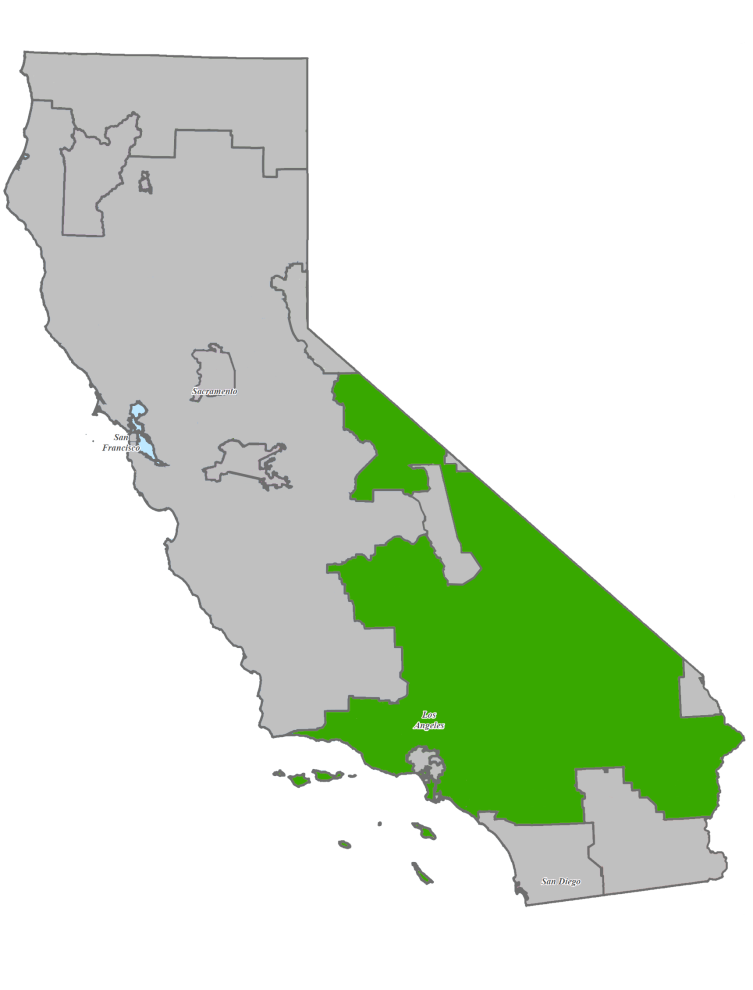 Sacramento
San
Francisco
Los
Angeles
San Diego